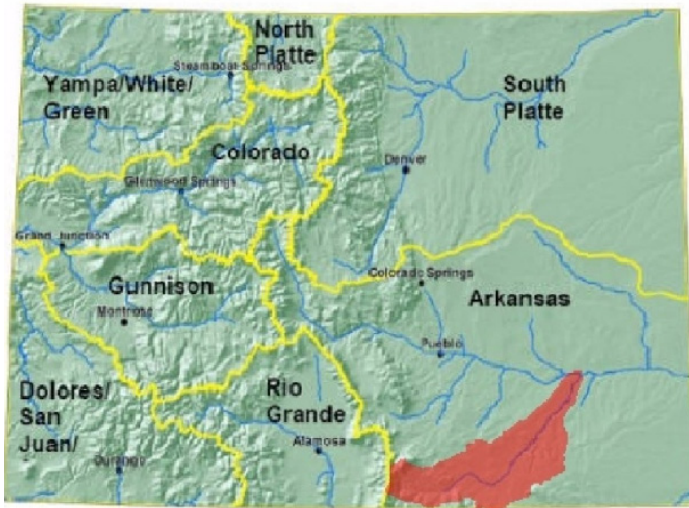 North
Platte
Steamboat Springs
Yampa/White/
Green
South
Platte
Colorado
Denver
Glenwood Springs
Grand Junction
Gunnison
Colorado Springs
Arkansas
Montrose
Pueblo
Dolores/
San
Juan/
Rio
Grande
Alamosa
Durango